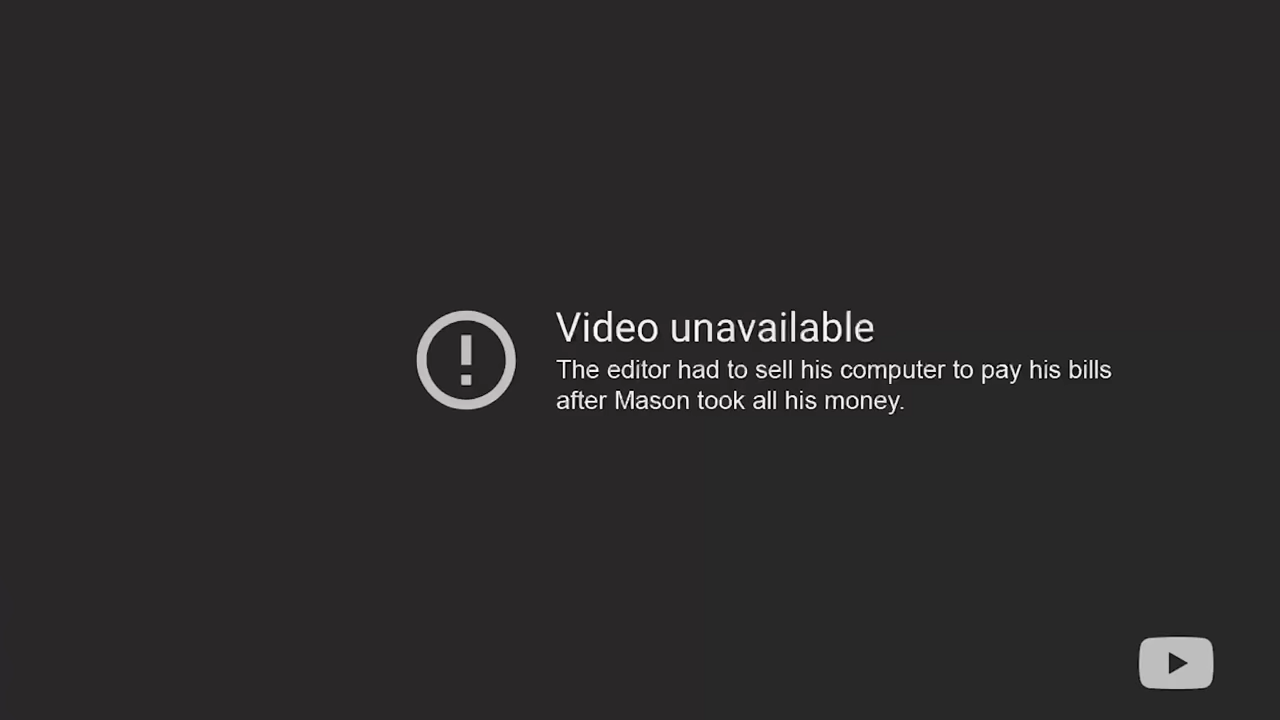 Video unavailable
The editor had to sell his computer to pay his bills
after Mason took all his money.